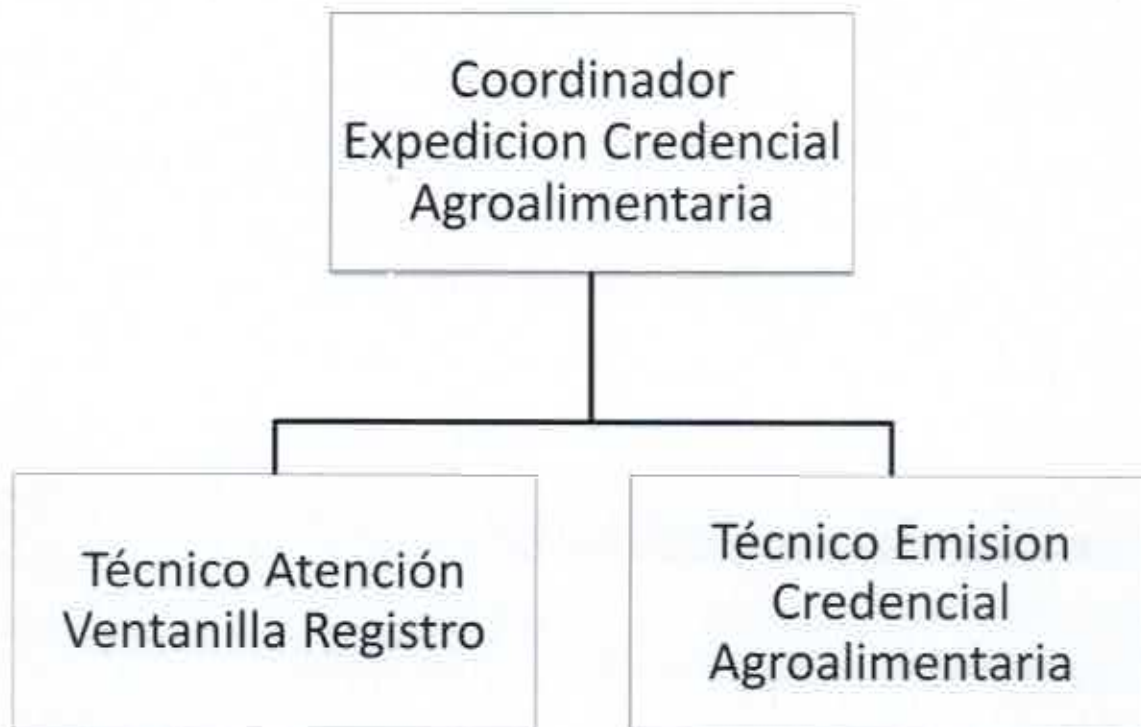 Coordinador
Expedicion Credencial
Agroalimentaria
Técnico Atención
Ventanilla Registro
Técnico Emision
Credencial
Agroalimentaria